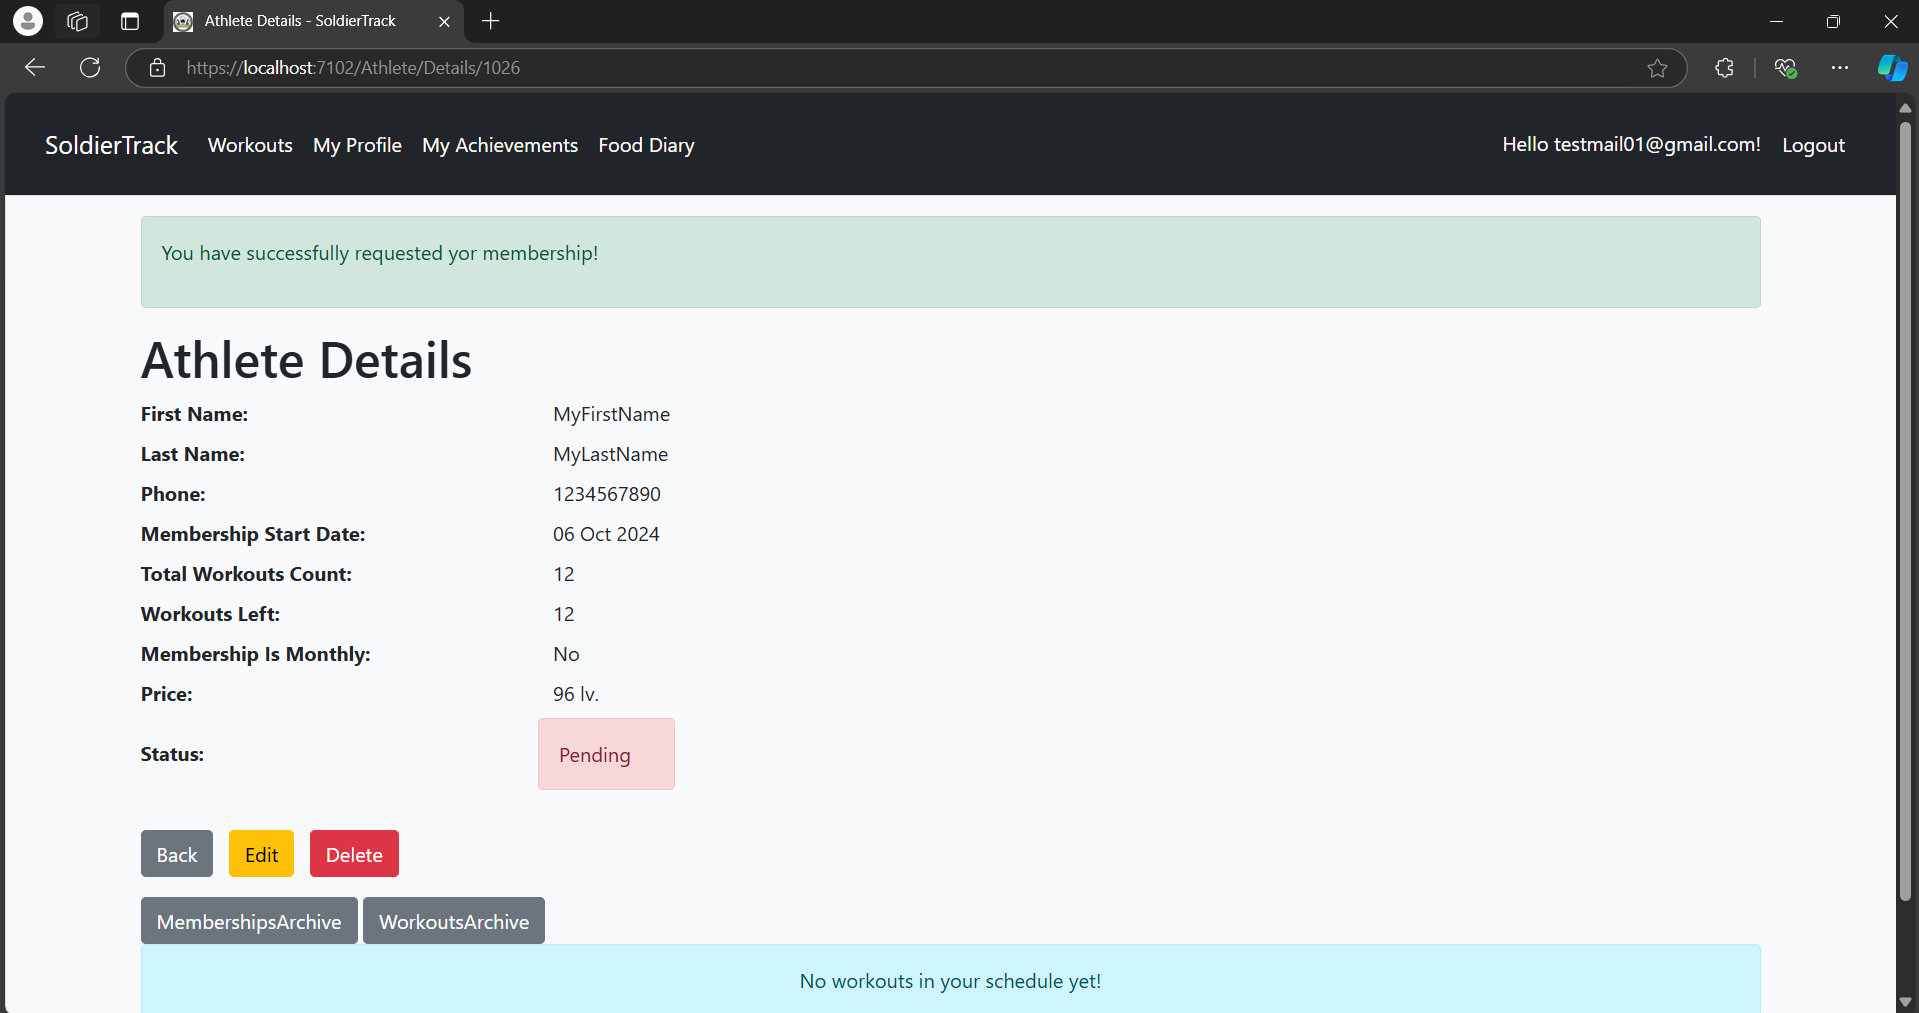 Athlete Details - SoldierTrack
https://localhost:7102/Athlete/Details/1026
SoldierTrack Workouts My Profile My Achievements Food Diary Hello testmail01@gmail.com! Logout
You have successfully requested yor membership!
Athlete Details
First Name: MyFirstName
Last Name: MyLastName
Phone: 1234567890
Membership Start Date: 06 Oct 2024
Total Workouts Count: 12
Workouts Left: 12
Membership Is Monthly: No
Price: 96 lv.
Status: Pending
Back Edit Delete
MembershipsArchive WorkoutsArchive
No workouts in your schedule yet!